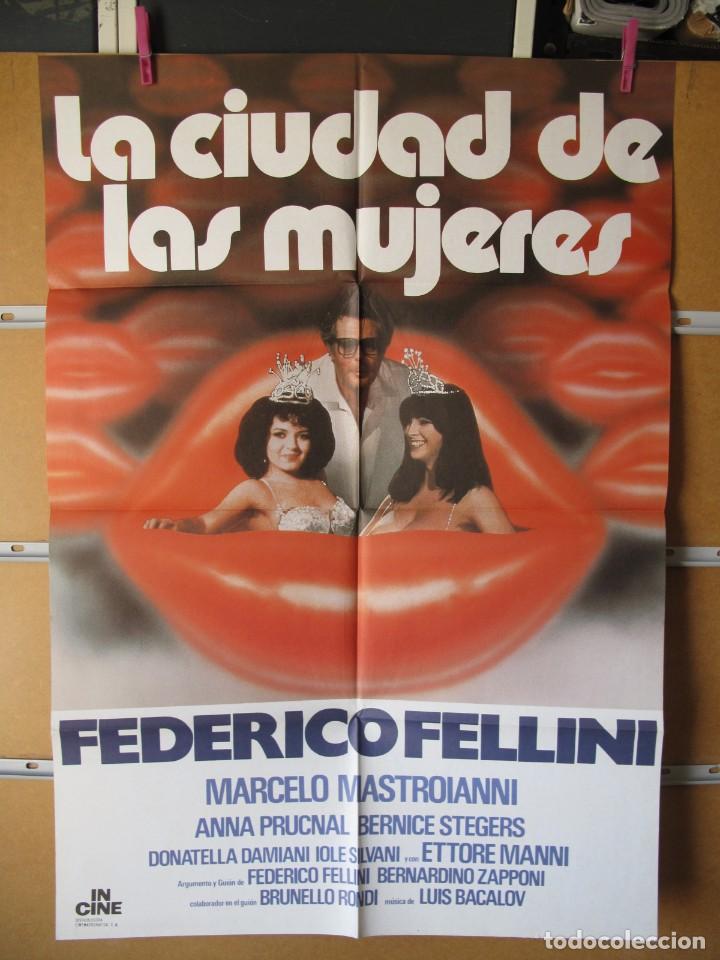 La ciudad de
las mujeres
FEDERICO FELLINI
MARCELO MASTROIANNI
ANNA PRUCNAL BERNICE STEGERS
DONATELLA DAMIANI IOLE SILVANI y con ETTORE MANNI
Argumento y Guión de FEDERICO FELLINI BERNARDINO ZAPPONI
colaborador en el guión BRUNELLO RONDI música de LUIS BACALOV
IN
CINE
DISTRIBUIDORA
CINEMATOGRAFICA, S.A.
todocoleccion